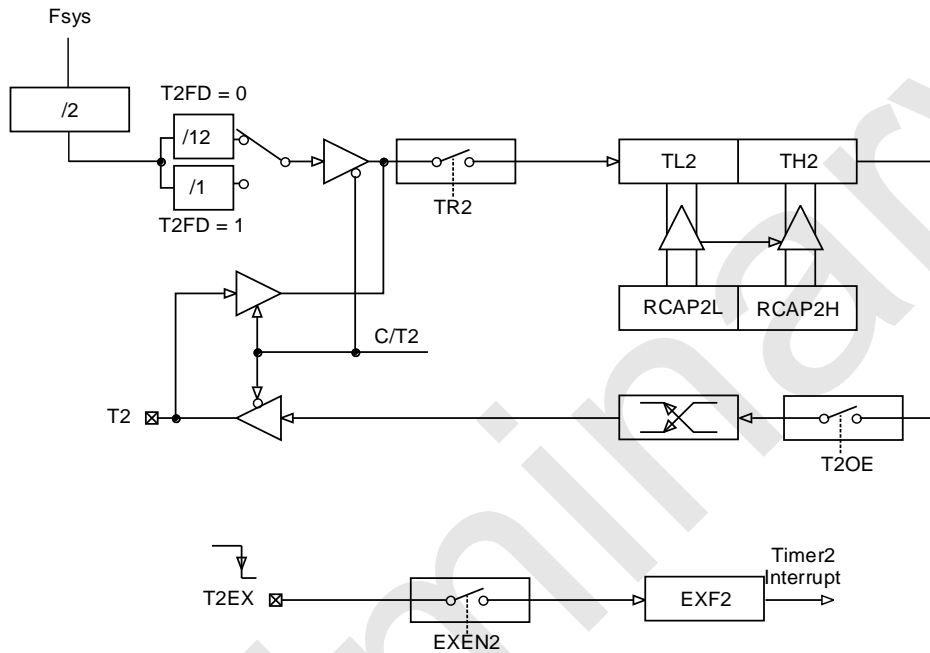 Fsys
/2
T2FD = 0
/12
/1
T2FD = 1
TR2
TL2
TH2
RCAP2L
RCAP2H
C/T2
T2
T2OE
T2EX
EXEN2
EXF2
Timer2
Interrupt